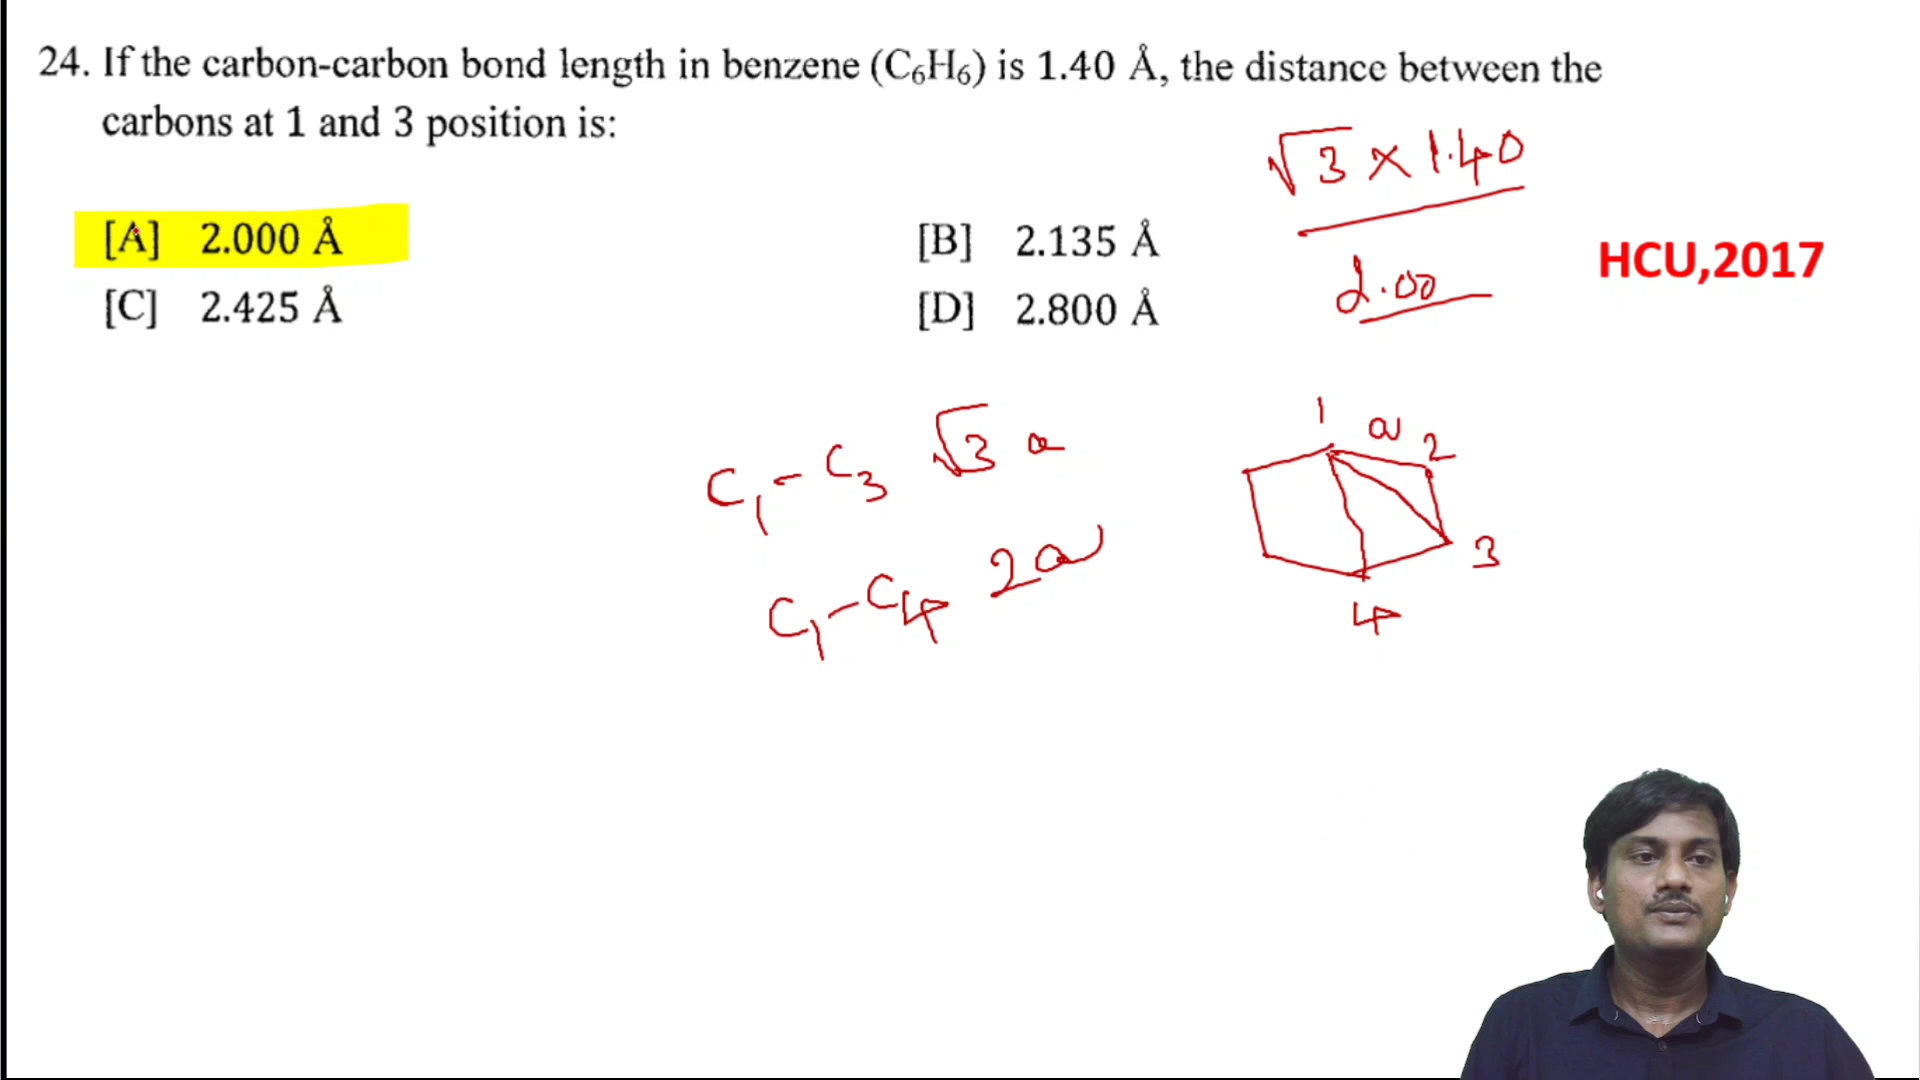 24. If the carbon-carbon bond length in benzene (C₆H₆) is 1.40 Å, the distance between the
carbons at 1 and 3 position is:
√3 × 1.40
[A] 2.000 Å
[B] 2.135 Å
2.00
HCU,2017
[C] 2.425 Å
[D] 2.800 Å
C₁ - C₃ √3 a
C₁ - C₄ 2a
1
a
2
3
4